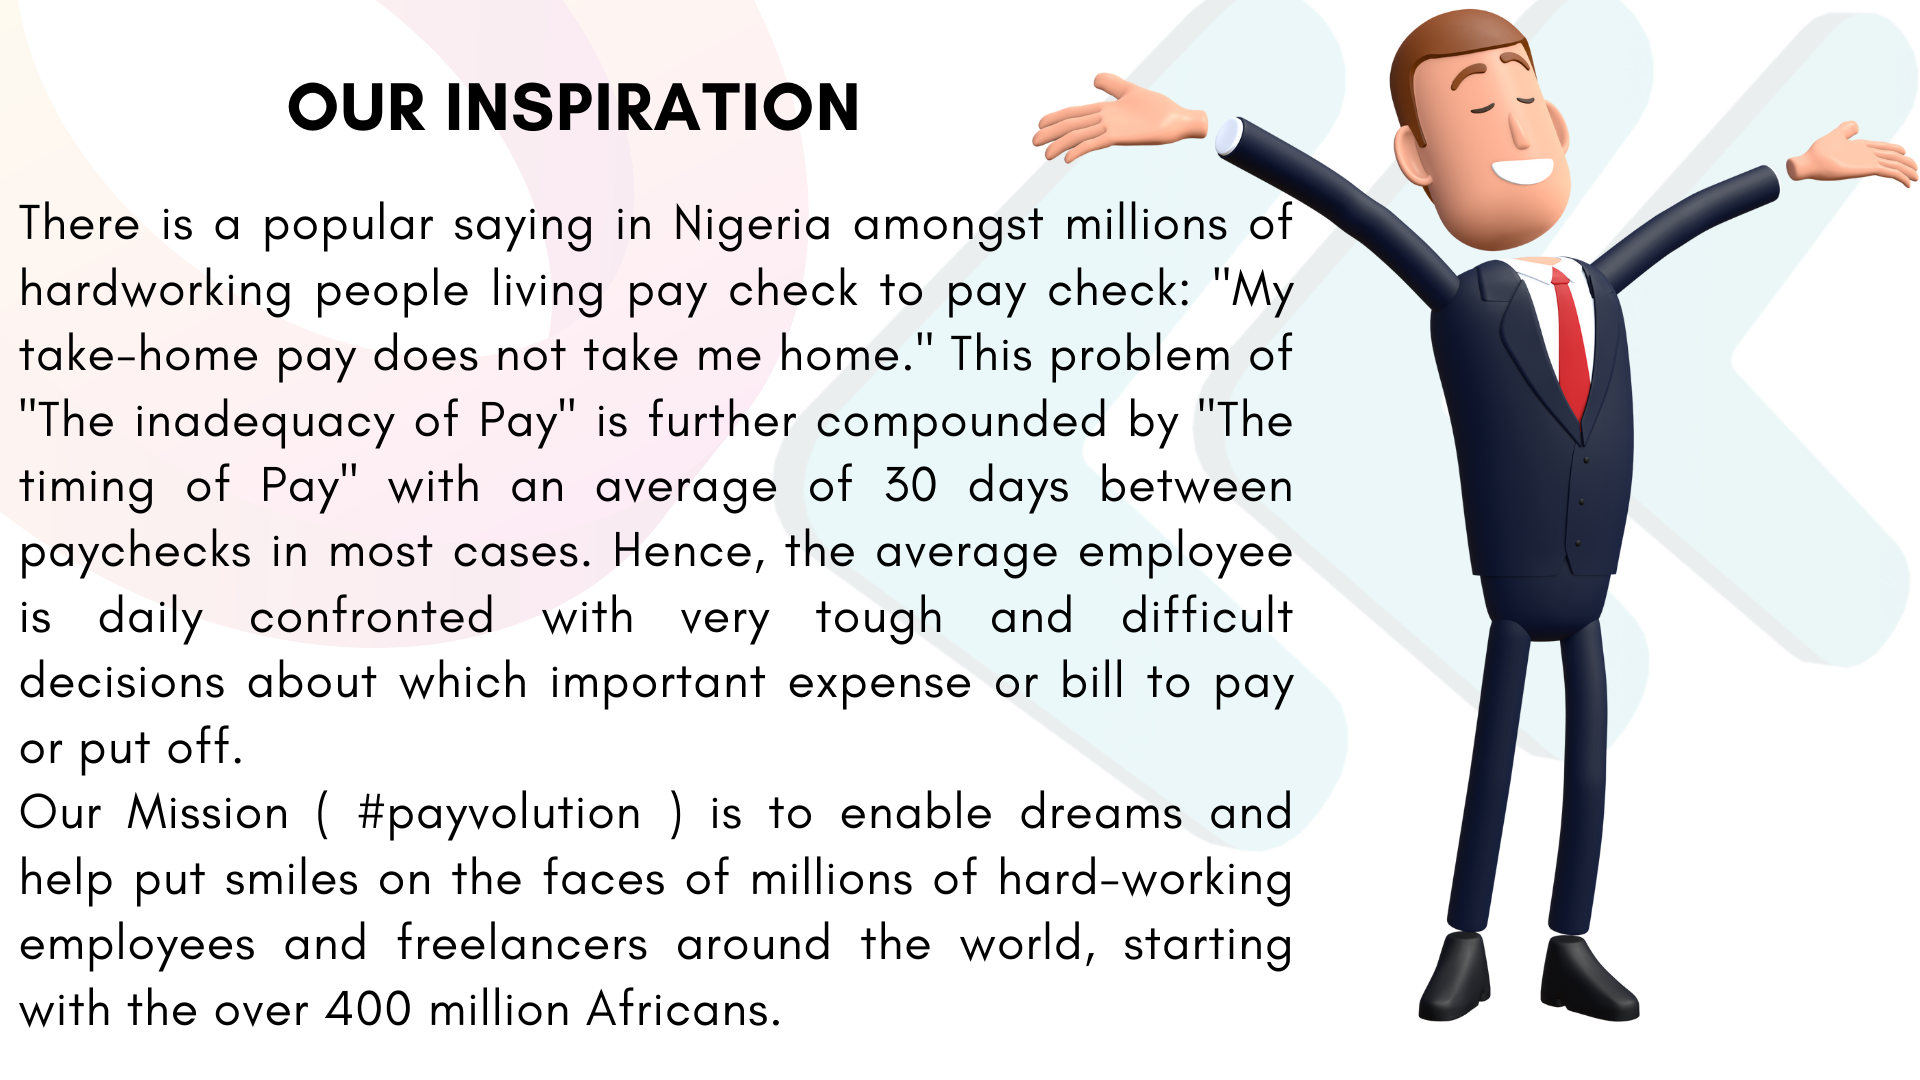 OUR INSPIRATION
There is a popular saying in Nigeria amongst millions of
hardworking people living pay check to pay check: "My
take-home pay does not take me home." This problem of
"The inadequacy of Pay" is further compounded by "The
timing of Pay" with an average of 30 days between
paychecks in most cases. Hence, the average employee
is daily confronted with very tough and difficult
decisions about which important expense or bill to pay
or put off.
Our Mission ( #payvolution ) is to enable dreams and
help put smiles on the faces of millions of hard-working
employees and freelancers around the world, starting
with the over 400 million Africans.